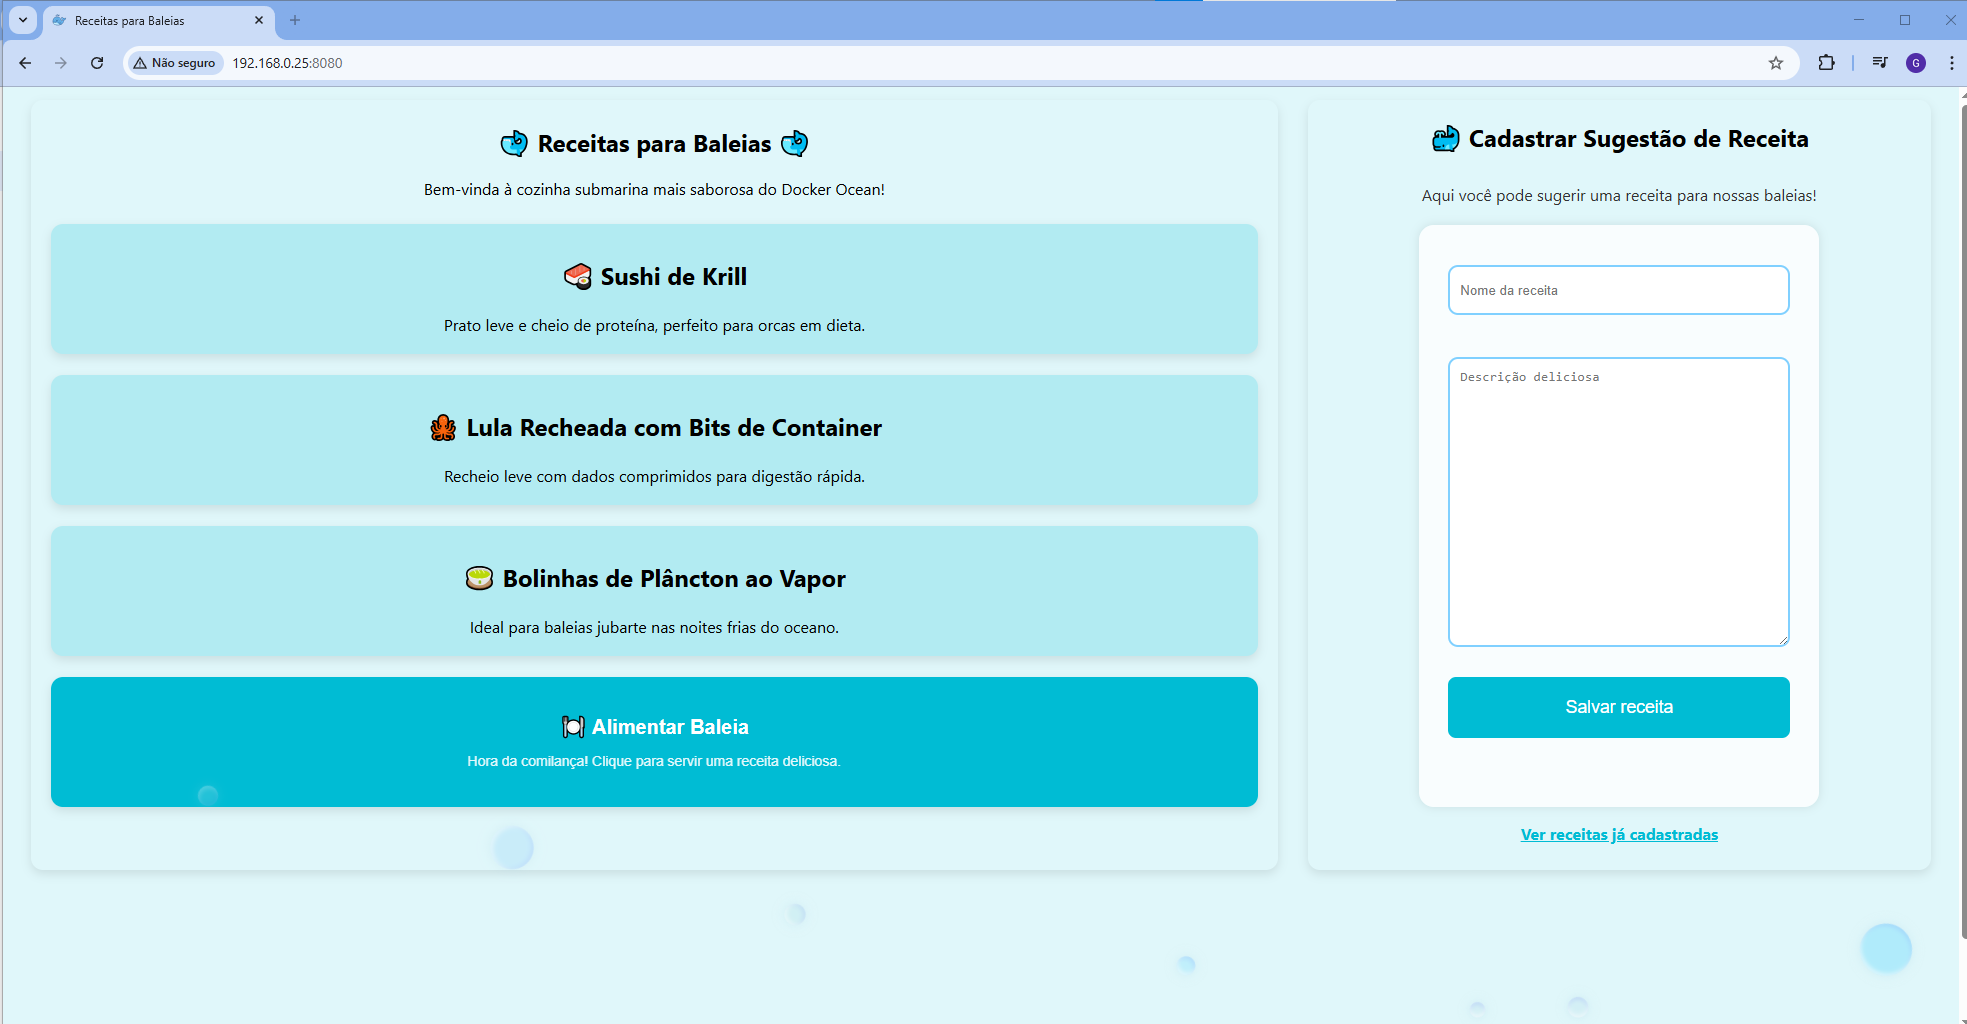 Receitas para Baleias
Não seguro
192.168.0.25:8080
G
Receitas para Baleias
Bem-vinda à cozinha submarina mais saborosa do Docker Ocean!
Sushi de Krill
Prato leve e cheio de proteína, perfeito para orcas em dieta.
Lula Recheada com Bits de Container
Recheio leve com dados comprimidos para digestão rápida.
Bolinhas de Plâncton ao Vapor
Ideal para baleias jubarte nas noites frias do oceano.
Alimentar Baleia
Hora da comilança! Clique para servir uma receita deliciosa.
Cadastrar Sugestão de Receita
Aqui você pode sugerir uma receita para nossas baleias!
Nome da receita
Descrição deliciosa
Salvar receita
Ver receitas já cadastradas